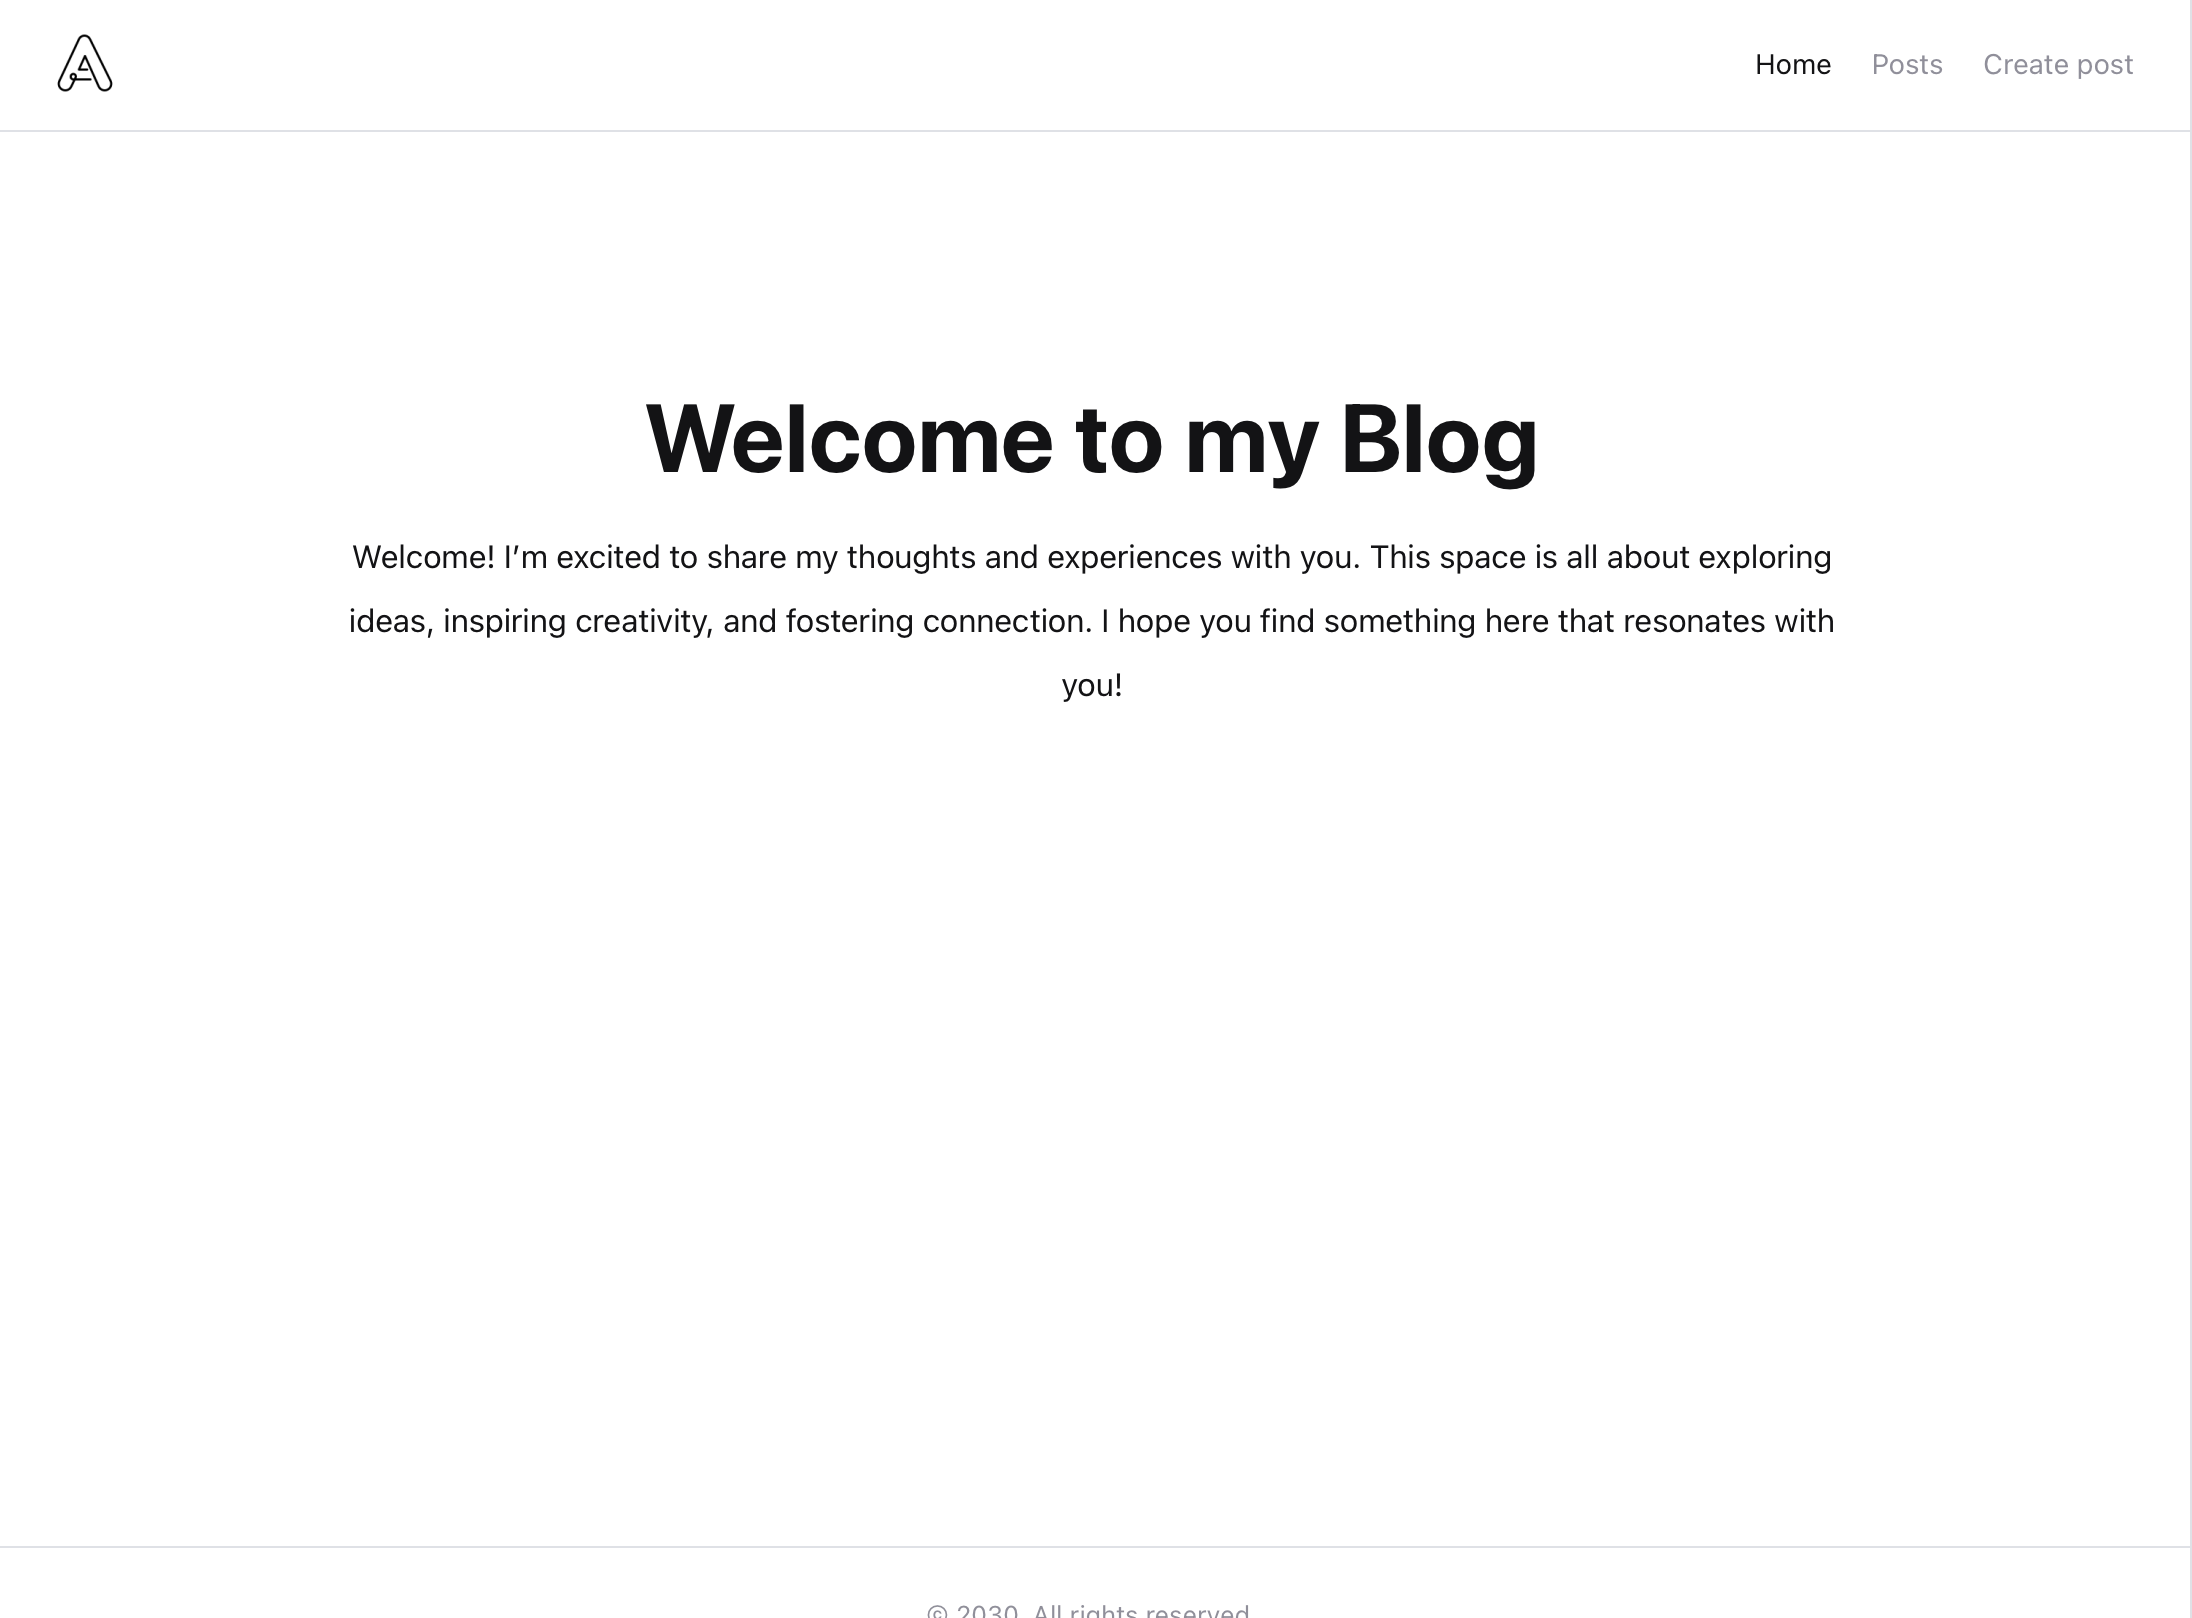 Home Posts Create post
Welcome to my Blog
Welcome! I’m excited to share my thoughts and experiences with you. This space is all about exploring
ideas, inspiring creativity, and fostering connection. I hope you find something here that resonates with
you!
© 2030. All rights reserved.